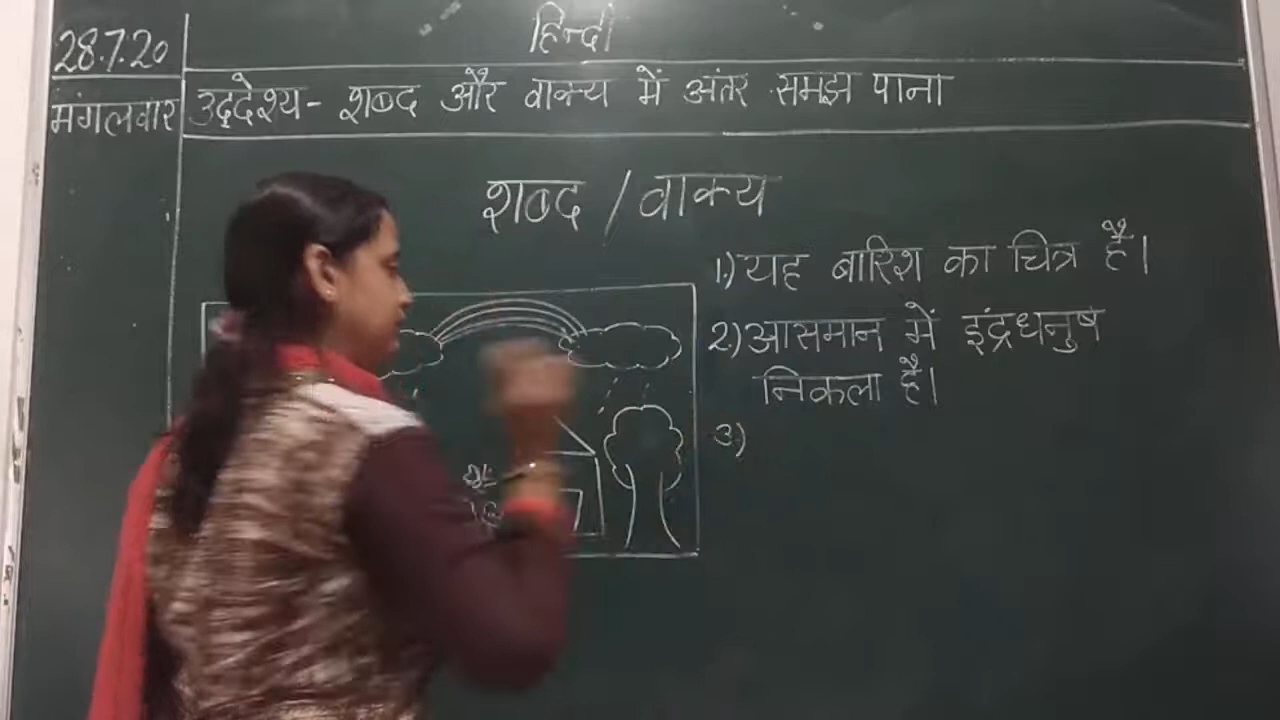 28.7.20
हिन्दी
मंगलवार
उद्देश्य- शब्द और वाक्य में अंतर समझ पाना
शब्द / वाक्य
1.) यह बारिश का चित्र है।
2) आसमान में इंद्रधनुष
निकला है।
3)